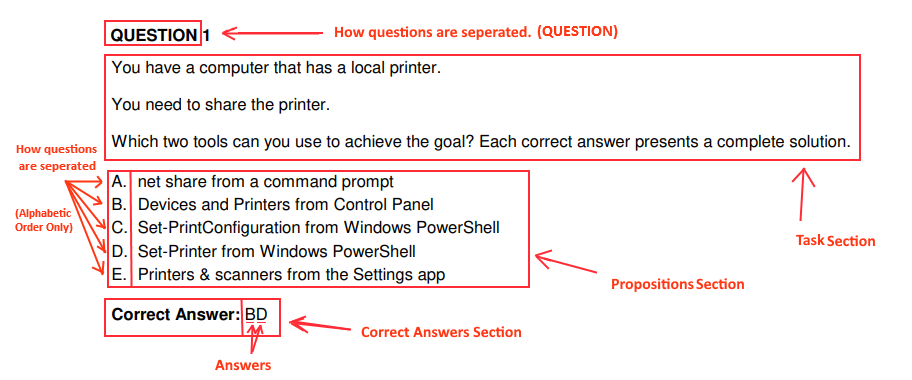 QUESTION 1
How questions are seperated. (QUESTION)
You have a computer that has a local printer.
You need to share the printer.
Which two tools can you use to achieve the goal? Each correct answer presents a complete solution.
How questions
are seperated
(Alphabetic
Order Only)
A. net share from a command prompt
B. Devices and Printers from Control Panel
C. Set-PrintConfiguration from Windows PowerShell
D. Set-Printer from Windows PowerShell
E. Printers & scanners from the Settings app
Task Section
Propositions Section
Correct Answer: BD
Correct Answers Section
Answers